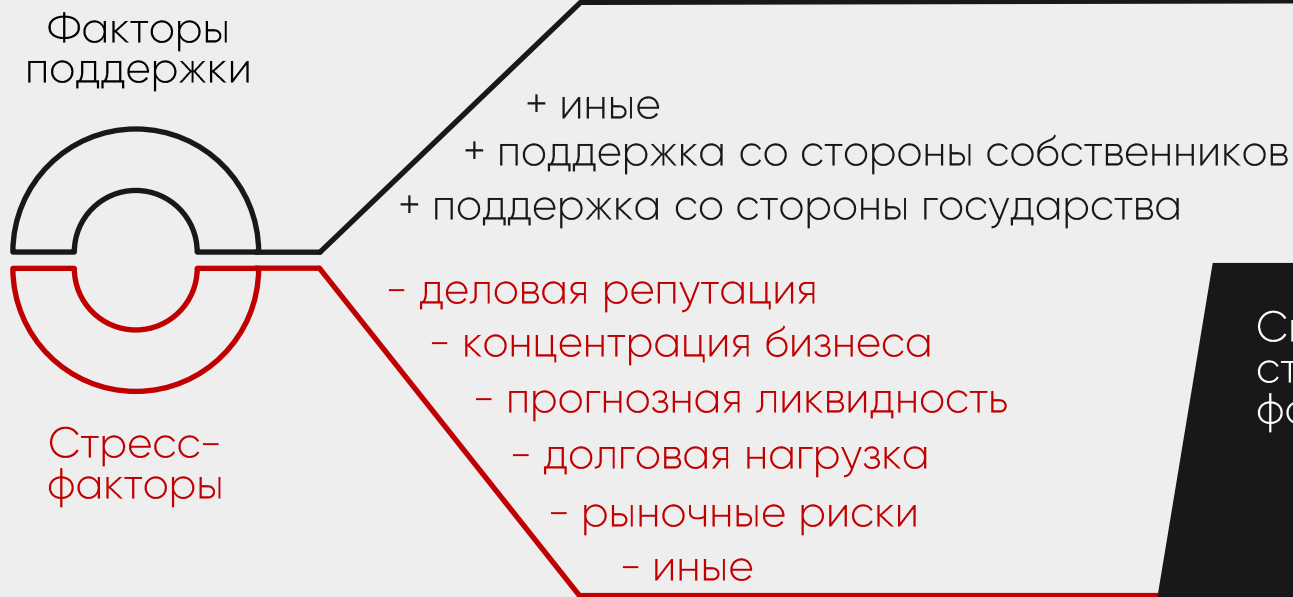 Факторы
поддержки
+ иные
+ поддержка со стороны собственников
+ поддержка со стороны государства
- деловая репутация
- концентрация бизнеса
- прогнозная ликвидность
- долговая нагрузка
- рыночные риски
- иные
Стресс-
факторы